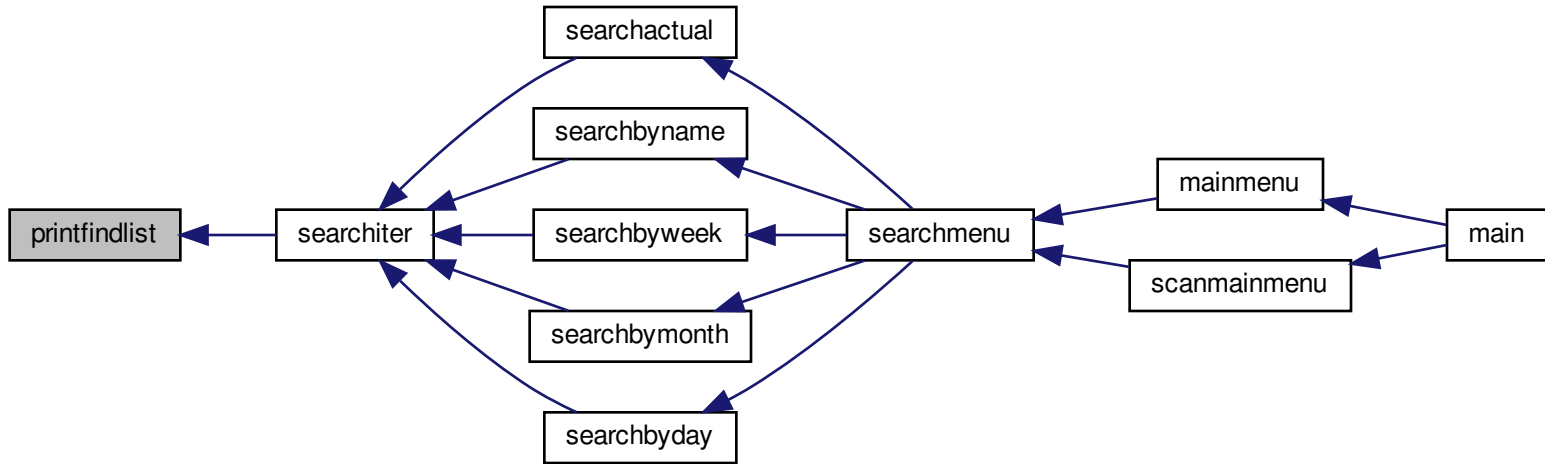 printfindlist
searchiter
searchactual
searchbyname
searchbyweek
searchbymonth
searchbyday
searchmenu
mainmenu
scanmainmenu
main